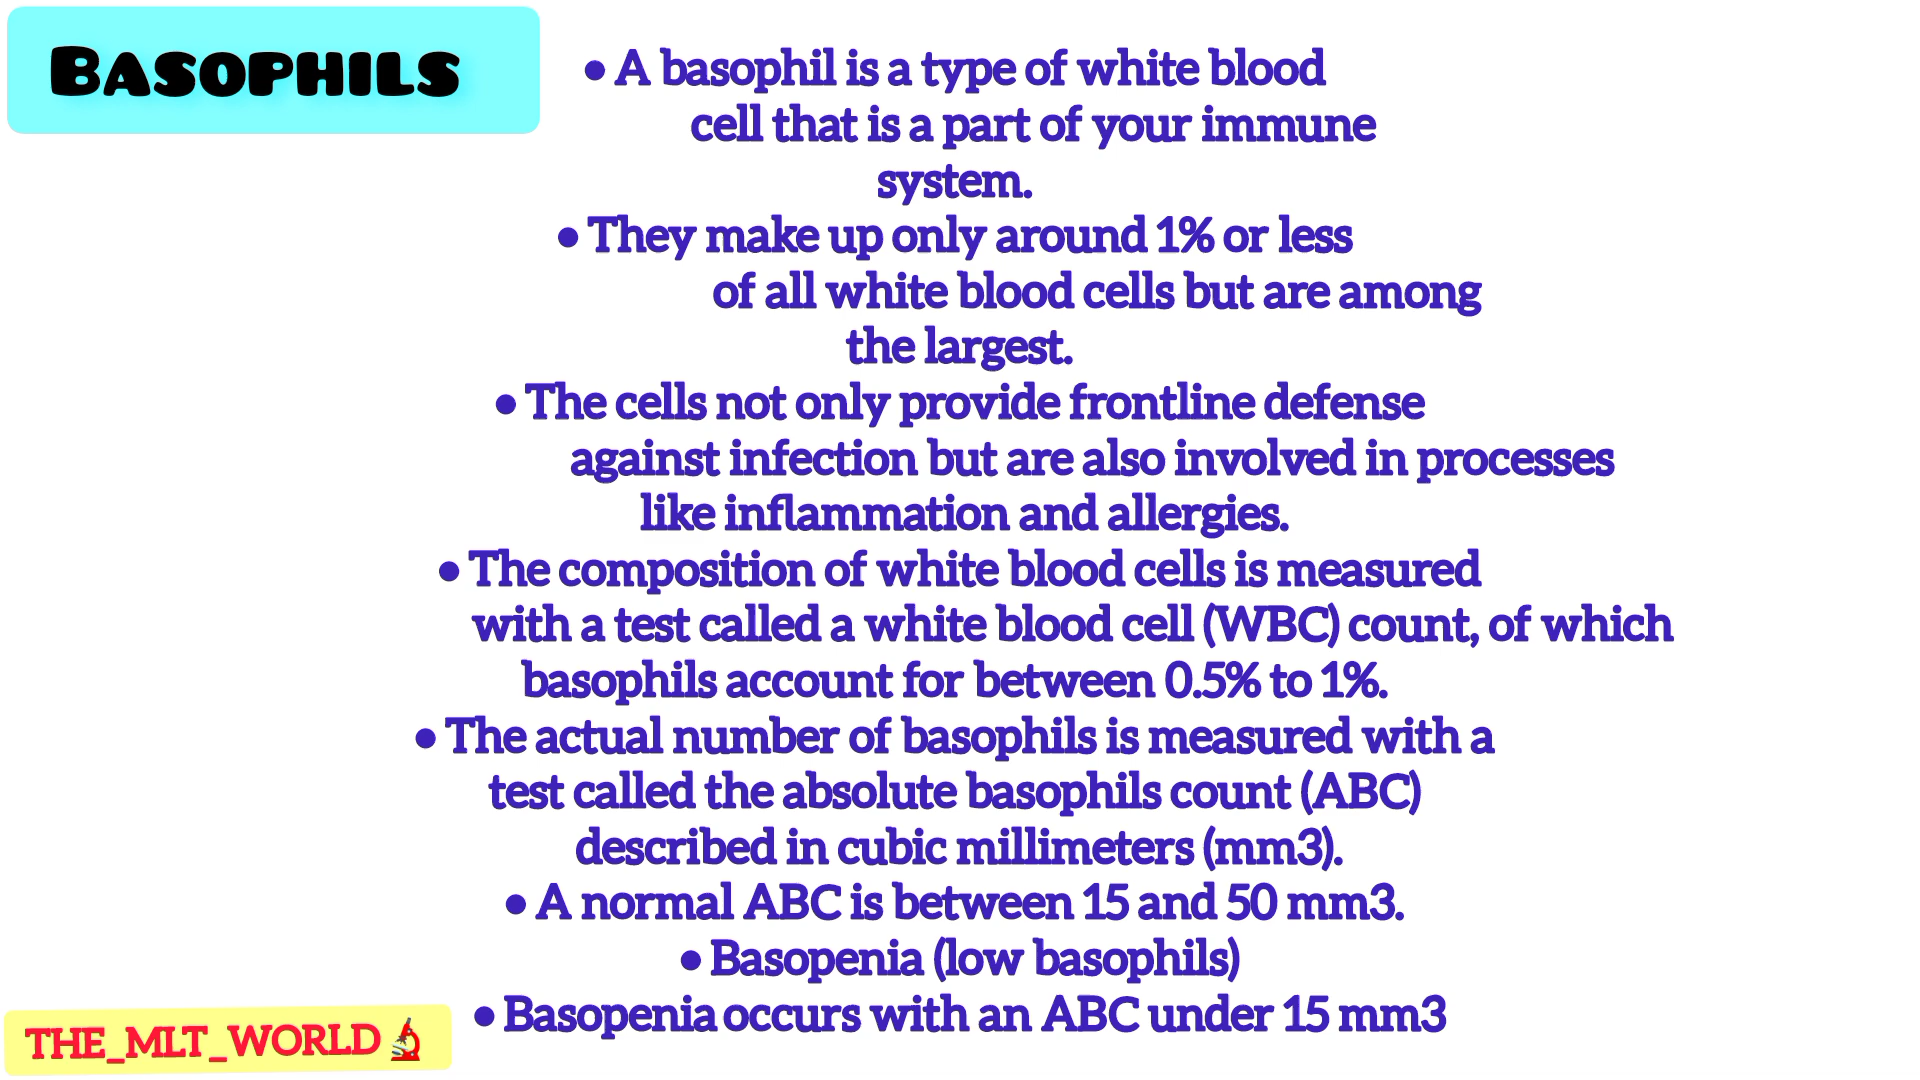 BASOPHILS
• A basophil is a type of white blood
cell that is a part of your immune
system.
• They make up only around 1% or less
of all white blood cells but are among
the largest.
• The cells not only provide frontline defense
against infection but are also involved in processes
like inflammation and allergies.
• The composition of white blood cells is measured
with a test called a white blood cell (WBC) count, of which
basophils account for between 0.5% to 1%.
• The actual number of basophils is measured with a
test called the absolute basophils count (ABC)
described in cubic millimeters (mm3).
• A normal ABC is between 15 and 50 mm3.
• Basopenia (low basophils)
• Basopenia occurs with an ABC under 15 mm3
THE_MLT_WORLD🔬